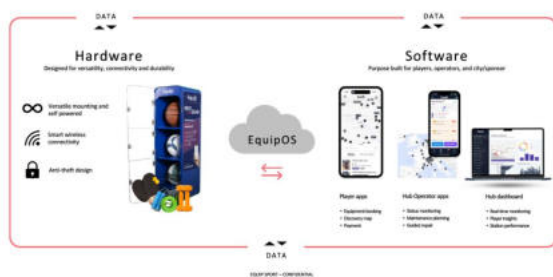 DATA
DATA
Hardware
Designed for versatility, connectivity and durability
Versatile mounting and
self powered
Smart wireless
connectivity
Anti-theft design
EquipOS
Software
Purpose built for players, operators, and city/sponsor
Player apps
• Equipment booking
• Discovery map
• Payment
Hub Operator apps
• Status monitoring
• Maintenance planning
• Guided repair
Hub dashboard
• Real-time monitoring
• Player insights
• Station performance
DATA
EQUIP SPORT – CONFIDENTIAL